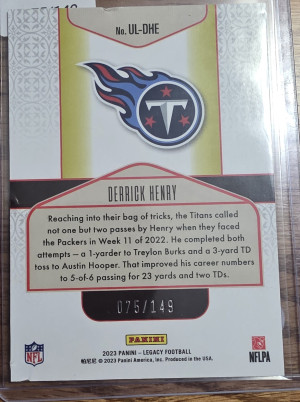 No. UL-DHE
T
DERRICK HENRY
Reaching into their bag of tricks, the Titans called
not one but two passes by Henry when they faced
the Packers in Week 11 of 2022. He completed both
attempts — a 1-yarder to Treylon Burks and a 3-yard TD
toss to Austin Hooper. That improved his career numbers
to 5-of-6 passing for 23 yards and two TDs.
075/149
PANINI
NFL
2023 PANINI – LEGACY FOOTBALL
帕尼尼 © 2023 Panini America, Inc. Produced in the USA.
NFLPA